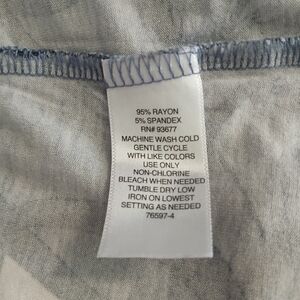 95% RAYON
5% SPANDEX
RN# 93677
MACHINE WASH COLD
GENTLE CYCLE
WITH LIKE COLORS
USE ONLY
NON-CHLORINE
BLEACH WHEN NEEDED
TUMBLE DRY LOW
IRON ON LOWEST
SETTING AS NEEDED
76597-4